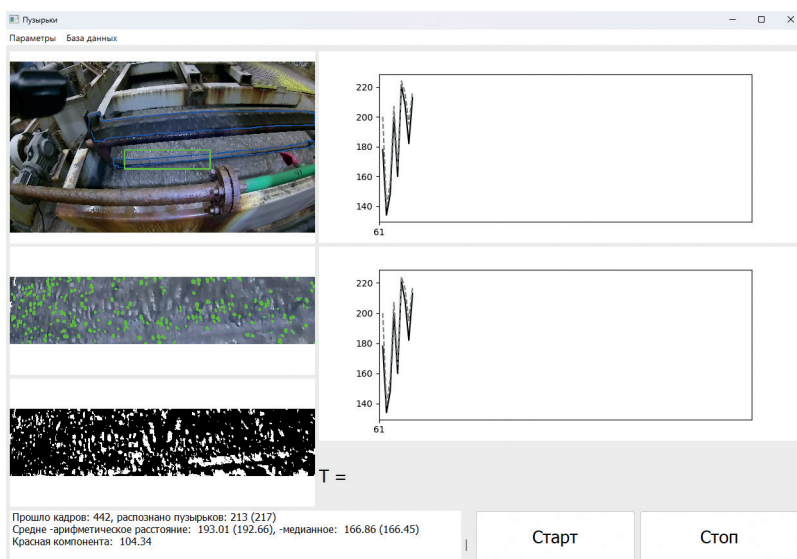 Пузырьки
Параметры База данных
220
200
180
160
140
61
220
200
180
160
140
61
T =
Прошло кадров: 442, распознано пузырьков: 213 (217)
Средне -арифметическое расстояние: 193.01 (192.66), -медианное: 166.86 (166.45)
Красная компонента: 104.34
Старт
Стоп